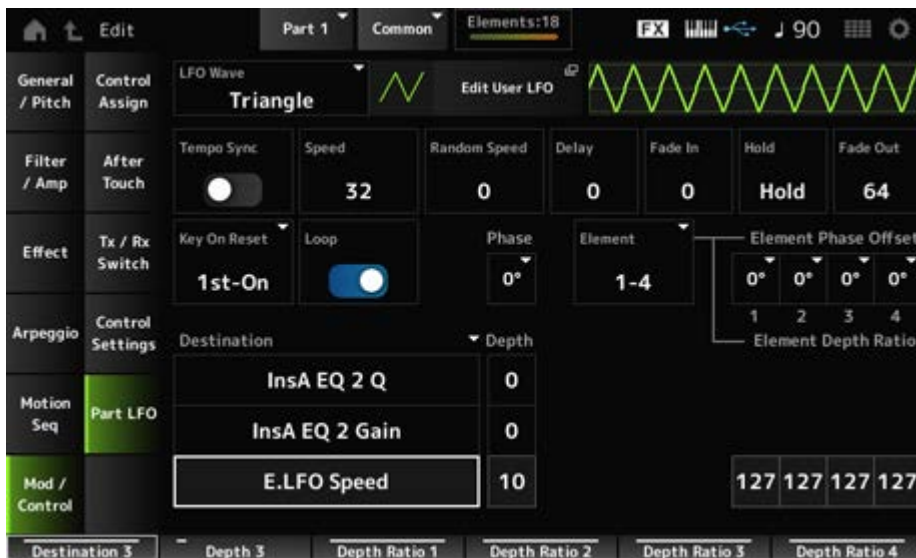 Edit
Part 1
Common
Elements:18
FX
♩ 90
General / Pitch
Control Assign
LFO Wave
Triangle
Edit User LFO
Filter / Amp
After Touch
Tempo Sync
Speed
32
Random Speed
0
Delay
0
Fade In
0
Hold
Hold
Fade Out
64
Effect
Tx / Rx Switch
Key On Reset
1st-On
Loop
Phase
0°
Element
1-4
Element Phase Offset
0° 0° 0° 0°
1 2 3 4
Element Depth Ratio
Arpeggio
Control Settings
Destination
Depth
InsA EQ 2 Q
0
Motion Seq
Part LFO
InsA EQ 2 Gain
0
Mod / Control
E.LFO Speed
10
127 127 127 127
Destination 3
Depth 3
Depth Ratio 1
Depth Ratio 2
Depth Ratio 3
Depth Ratio 4